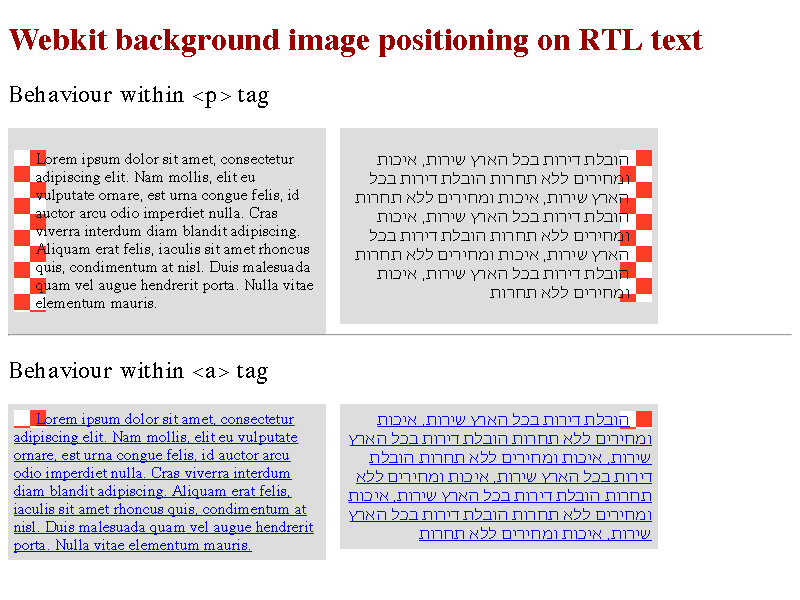 Webkit background image positioning on RTL text
Behaviour within <p> tag
Lorem ipsum dolor sit amet, consectetur
adipiscing elit. Nam mollis, elit eu
vulputate ornare, est urna congue felis, id
auctor arcu odio imperdiet nulla. Cras
viverra interdum diam blandit adipiscing.
Aliquam erat felis, iaculis sit amet rhoncus
quis, condimentum at nisl. Duis malesuada
quam vel augue hendrerit porta. Nulla vitae
elementum mauris.
הובלת דירות בכל הארץ שירות, איכות
ומחירים ללא תחרות הובלת דירות בכל
הארץ שירות, איכות ומחירים ללא תחרות
הובלת דירות בכל הארץ שירות, איכות
ומחירים ללא תחרות הובלת דירות בכל
הארץ שירות, איכות ומחירים ללא תחרות
הובלת דירות בכל הארץ שירות, איכות
ומחירים ללא תחרות
Behaviour within <a> tag
Lorem ipsum dolor sit amet, consectetur
adipiscing elit. Nam mollis, elit eu vulputate
ornare, est urna congue felis, id auctor arcu
odio imperdiet nulla. Cras viverra interdum
diam blandit adipiscing. Aliquam erat felis,
iaculis sit amet rhoncus quis, condimentum at
nisl. Duis malesuada quam vel augue hendrerit
porta. Nulla vitae elementum mauris.
הובלת דירות בכל הארץ שירות, איכות
ומחירים ללא תחרות הובלת דירות בכל הארץ
שירות, איכות ומחירים ללא תחרות הובלת
דירות בכל הארץ שירות, איכות ומחירים ללא
תחרות הובלת דירות בכל הארץ שירות, איכות
ומחירים ללא תחרות הובלת דירות בכל הארץ
שירות, איכות ומחירים ללא תחרות